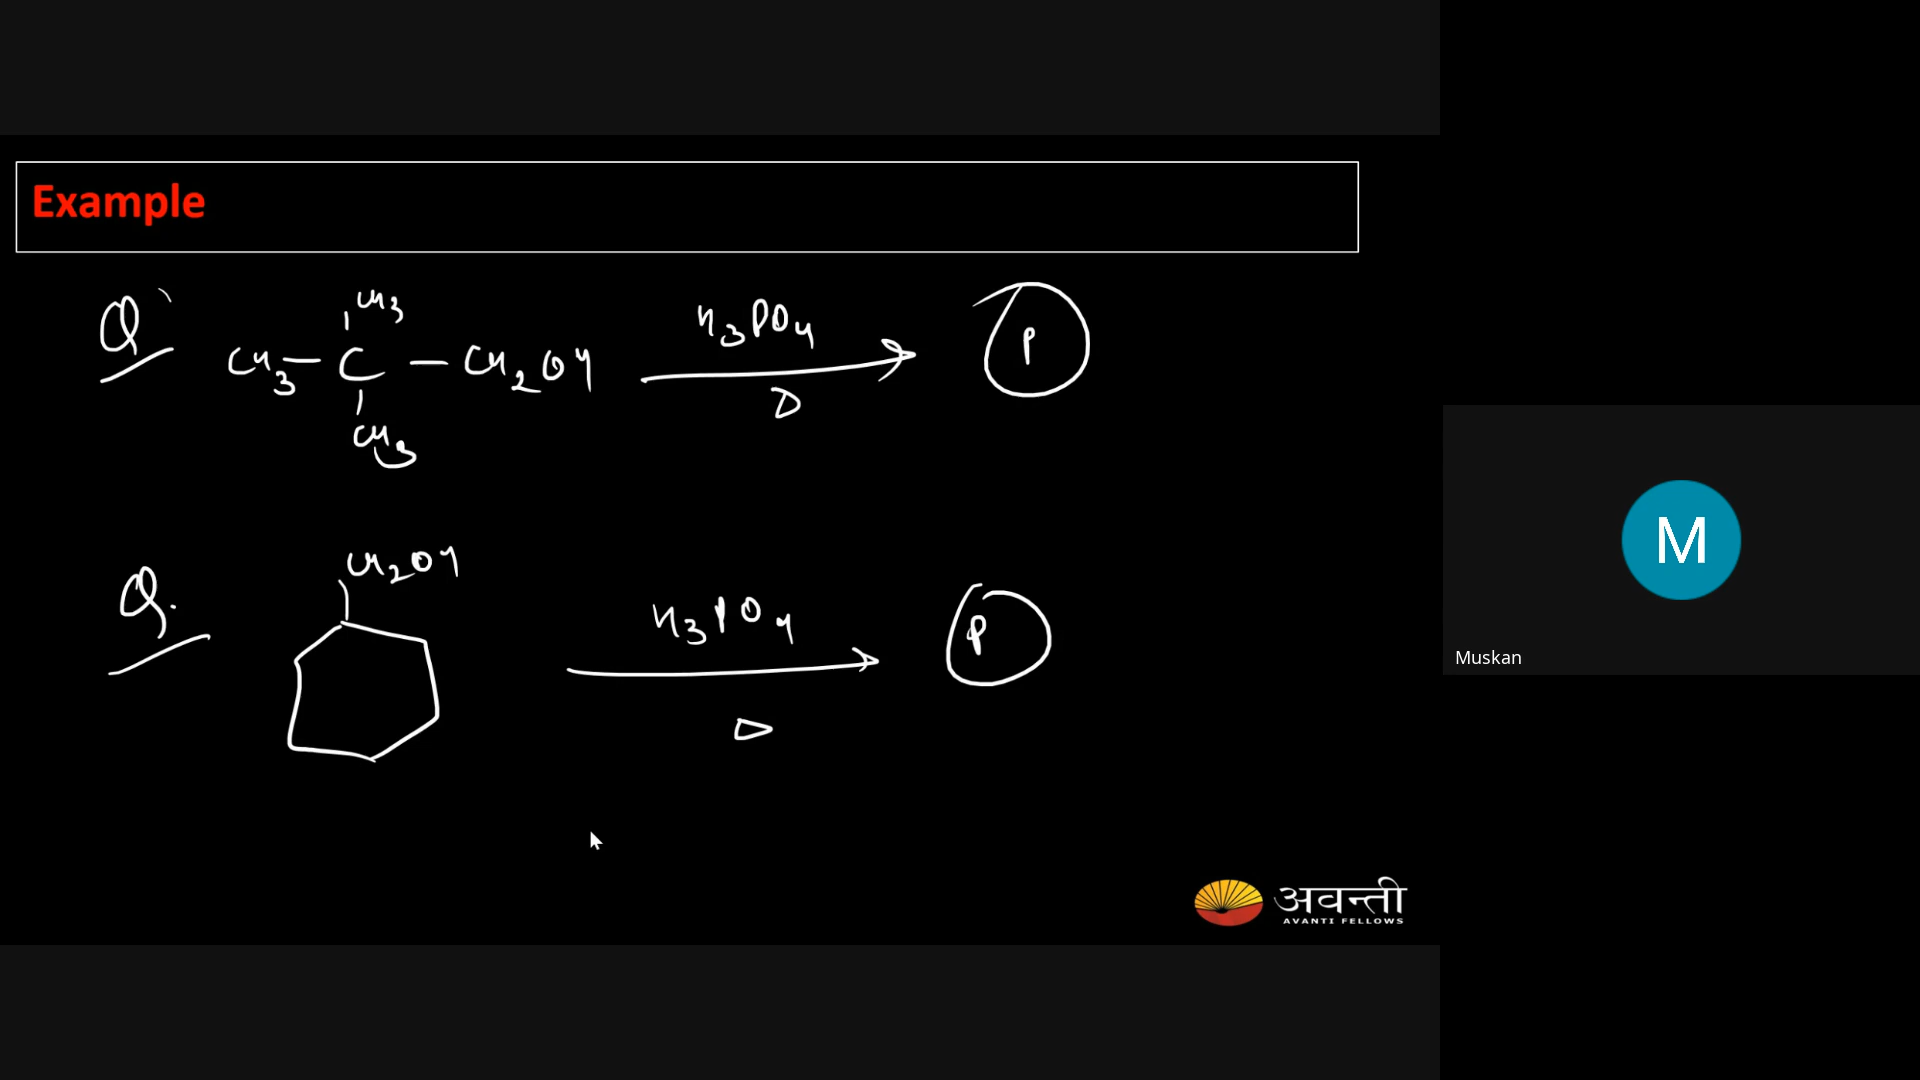 Example
Q
CH3
CH3 — C — CH2OH
H3PO4
Δ
P
CH3
Q.
CH2OH
H3PO4
Δ
P
M
Muskan
अवन्ती
AVANTI FELLOWS